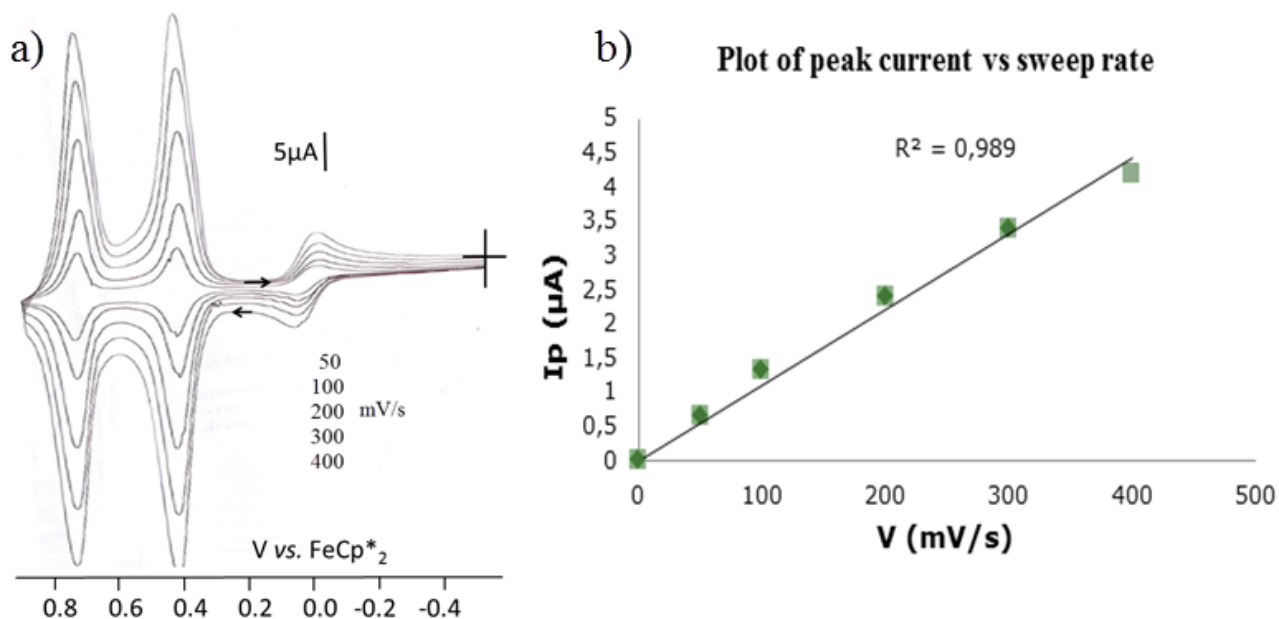 a)
5µA
50
100
200 mV/s
300
400
V vs. FeCp*2
0.8 0.6 0.4 0.2 0.0 -0.2 -0.4
b)
Plot of peak current vs sweep rate
R² = 0,989
Ip (µA)
5
4,5
4
3,5
3
2,5
2
1,5
1
0,5
0
0 100 200 300 400 500
V (mV/s)